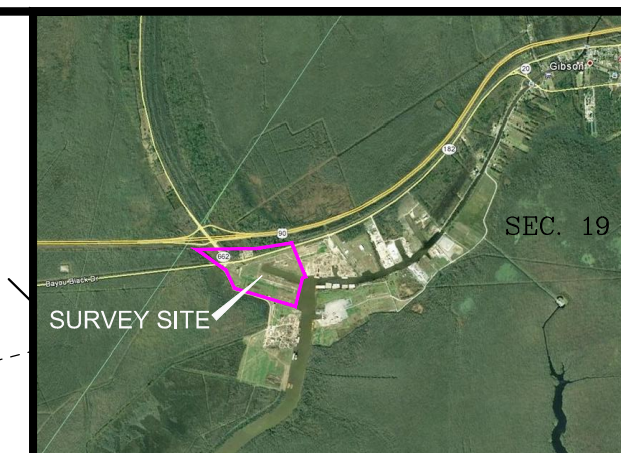 Gibson
20
182
SEC. 19
90
662
Bayou Black Dr
SURVEY SITE